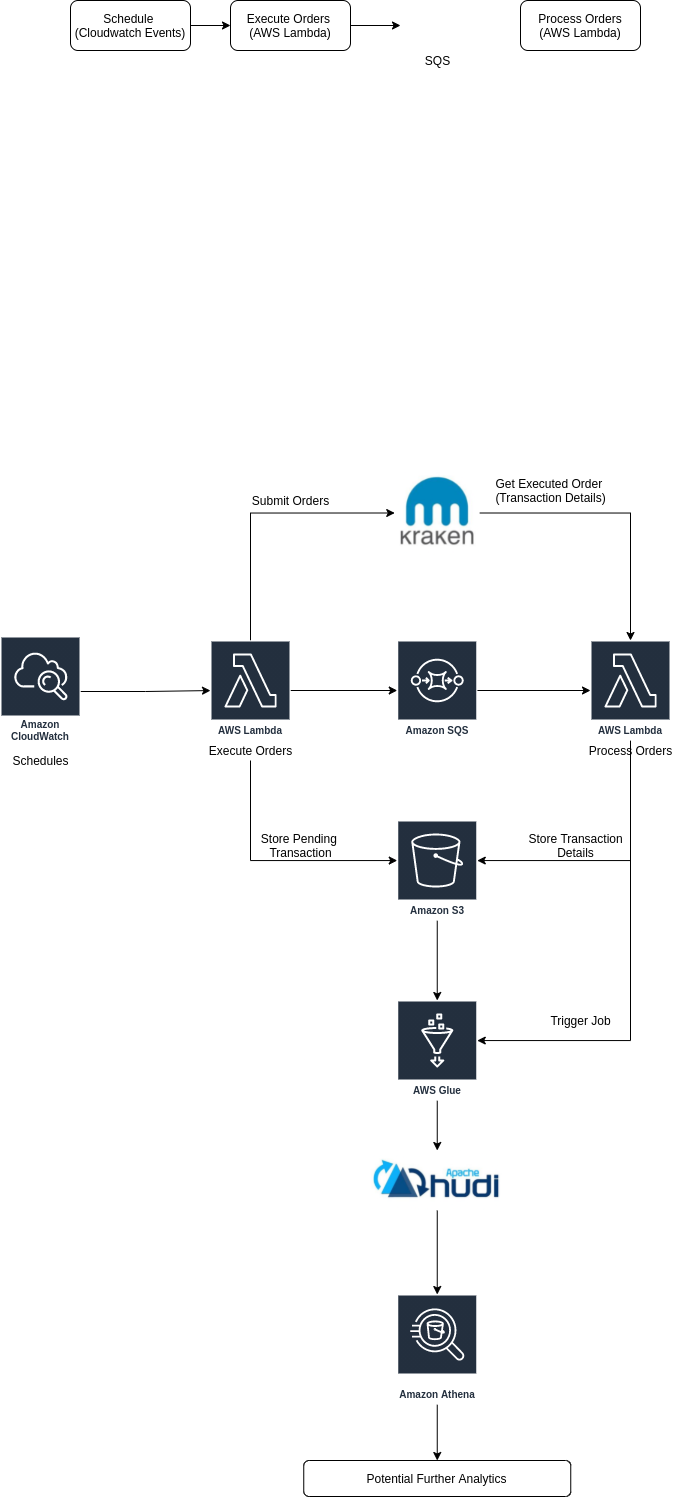 Schedule
(Cloudwatch Events)
Execute Orders
(AWS Lambda)
SQS
Process Orders
(AWS Lambda)
Submit Orders
kraken
Get Executed Order
(Transaction Details)
Amazon
CloudWatch
Schedules
AWS Lambda
Execute Orders
Amazon SQS
AWS Lambda
Process Orders
Store Pending
Transaction
Store Transaction
Details
Amazon S3
Trigger Job
AWS Glue
Apache
hudi
Amazon Athena
Potential Further Analytics